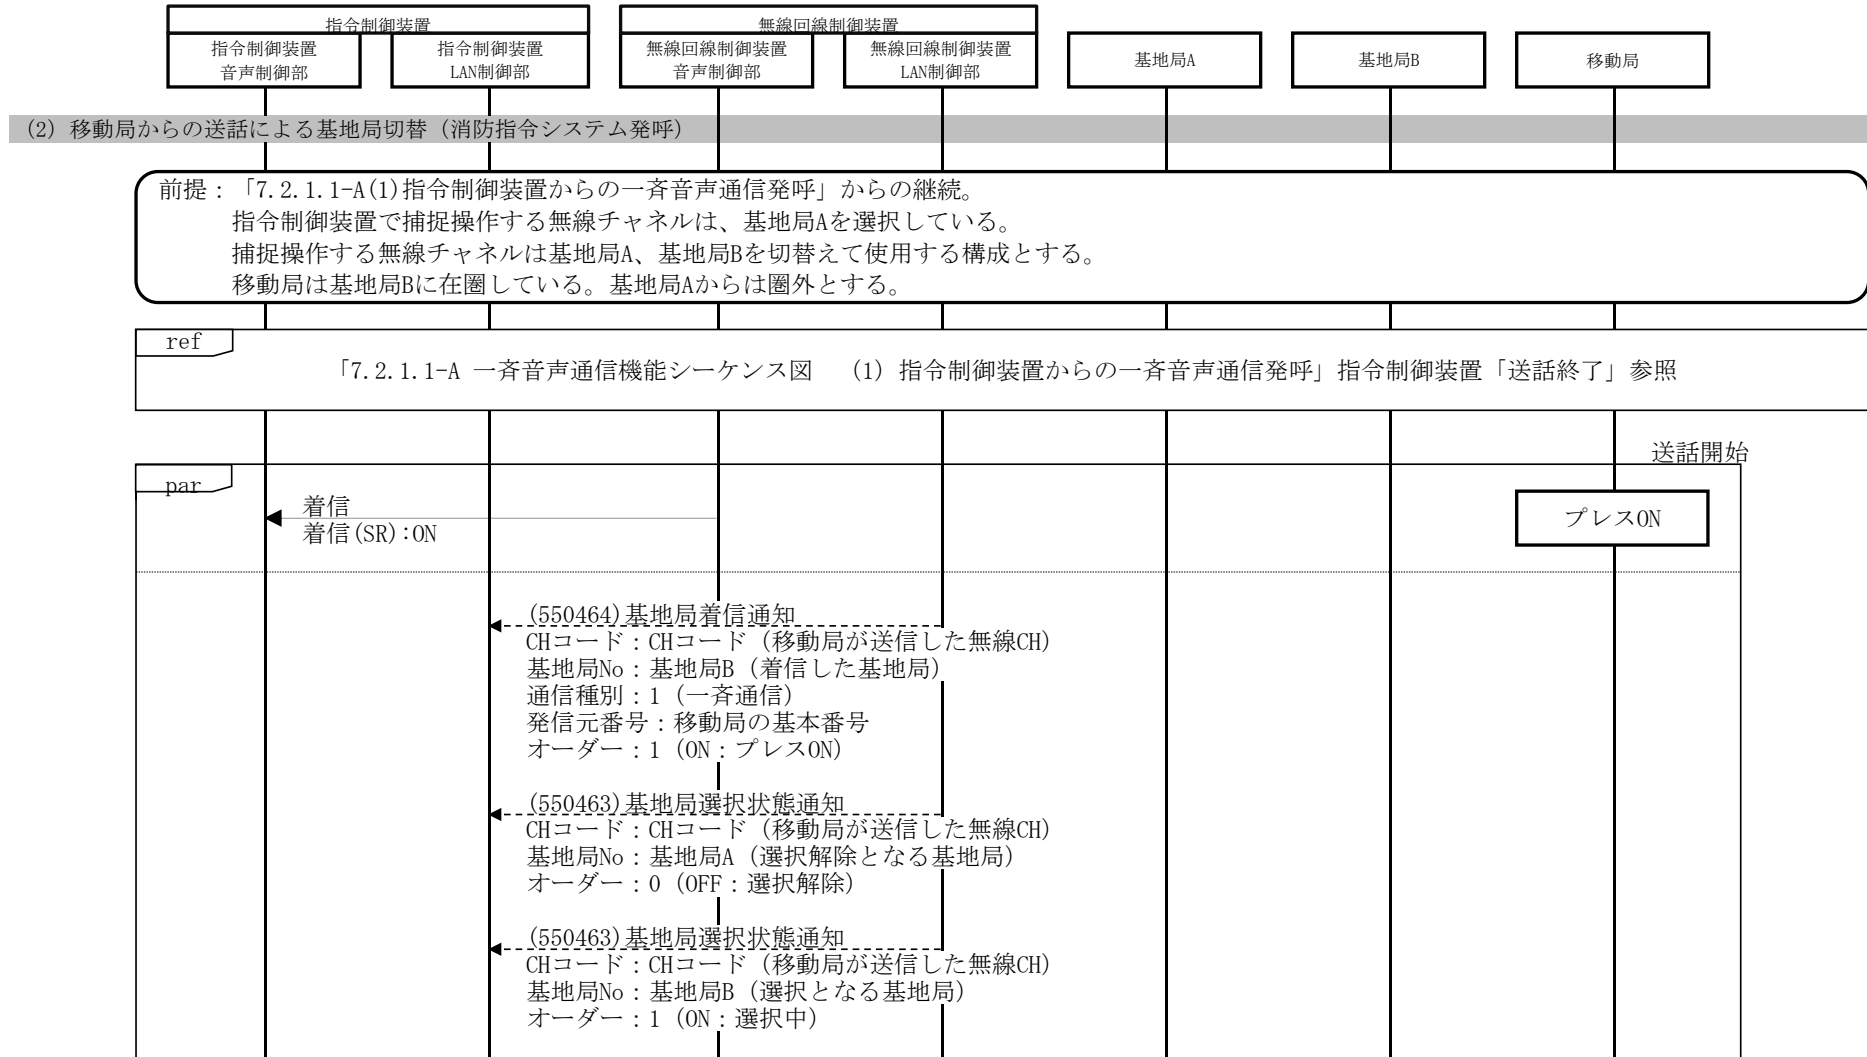 指令制御装置
無線回線制御装置
指令制御装置
音声制御部
指令制御装置
LAN制御部
無線回線制御装置
音声制御部
無線回線制御装置
LAN制御部
基地局A
基地局B
移動局
(2) 移動局からの送話による基地局切替(消防指令システム発呼)
前提:「7.2.1.1-A(1)指令制御装置からの一斉音声通信発呼」からの継続。
指令制御装置で捕捉操作する無線チャネルは、基地局Aを選択している。
捕捉操作する無線チャネルは基地局A、基地局Bを切替えて使用する構成とする。
移動局は基地局Bに在圏している。基地局Aからは圏外とする。
ref
「7.2.1.1-A 一斉音声通信機能シーケンス図 (1) 指令制御装置からの一斉音声通信発呼」指令制御装置「送話終了」参照
送話開始
par
着信
着信(SR):ON
プレスON
(550464)基地局着信通知
CHコード:CHコード(移動局が送信した無線CH)
基地局No:基地局B(着信した基地局)
通信種別:1(一斉通信)
発信元番号:移動局の基本番号
オーダー:1(ON:プレスON)
(550463)基地局選択状態通知
CHコード:CHコード(移動局が送信した無線CH)
基地局No:基地局A(選択解除となる基地局)
オーダー:0(OFF:選択解除)
(550463)基地局選択状態通知
CHコード:CHコード(移動局が送信した無線CH)
基地局No:基地局B(選択となる基地局)
オーダー:1(ON:選択中)